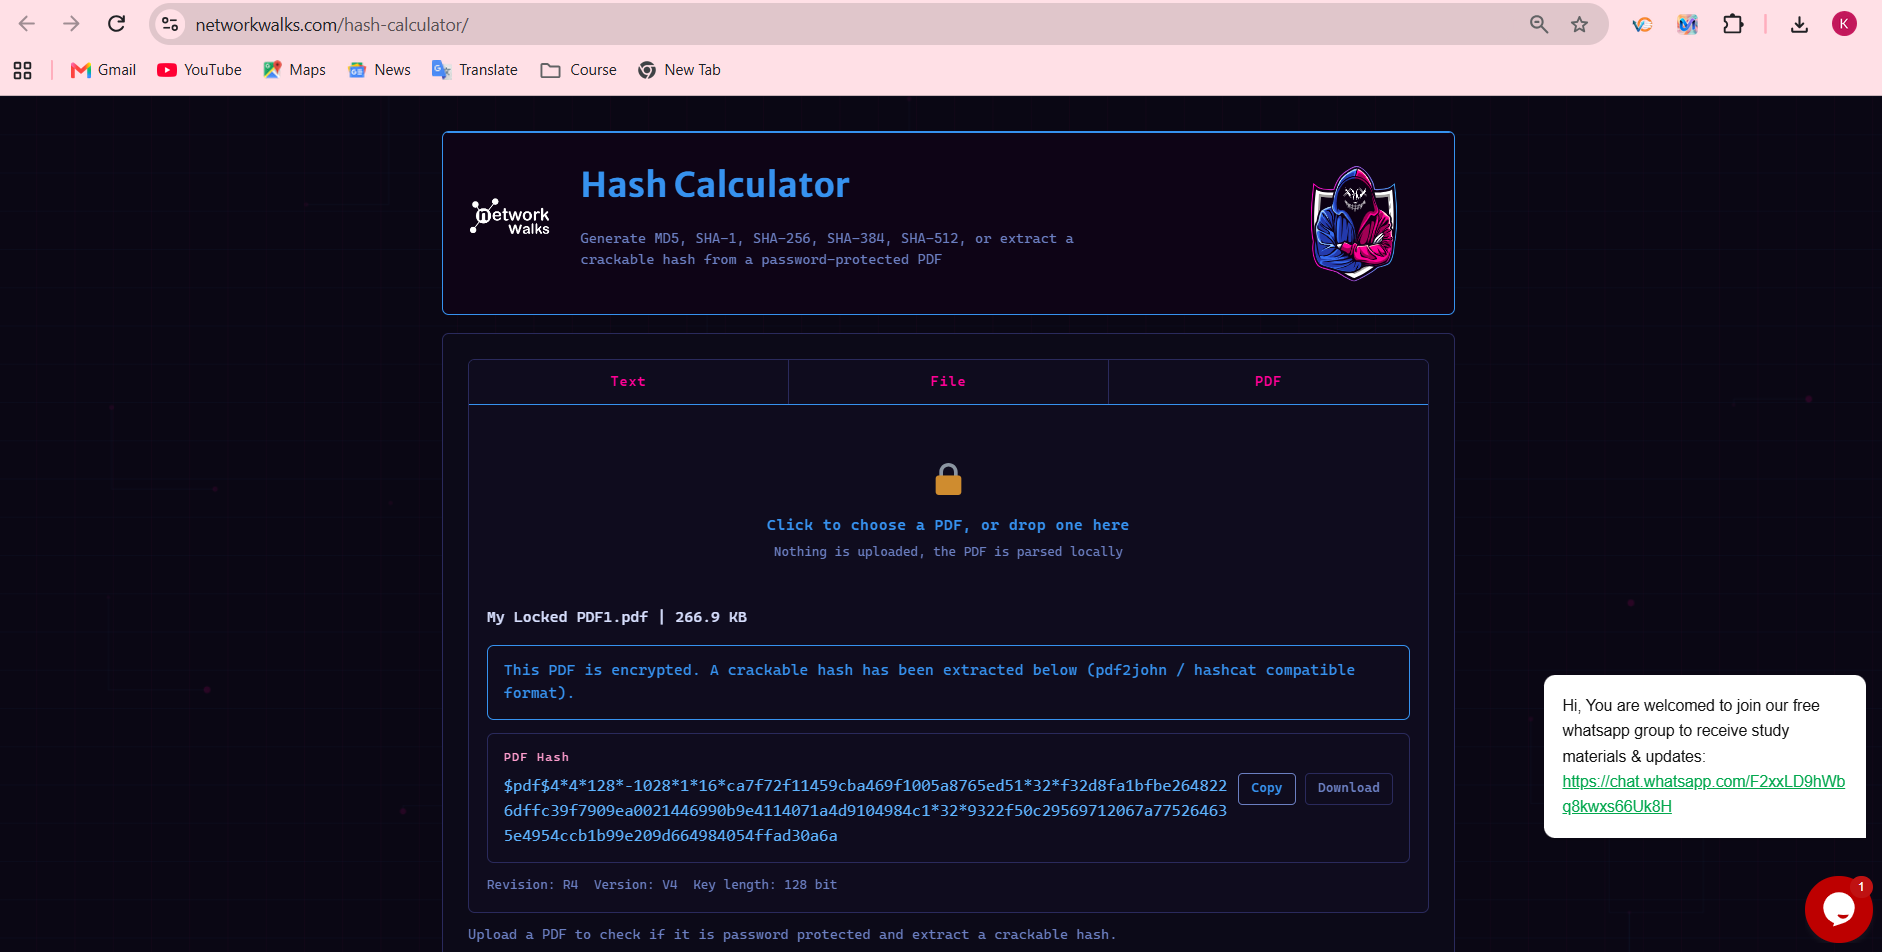 networkwalks.com/hash-calculator/
K
Gmail
YouTube
Maps
News
Translate
Course
New Tab
network
Walks
Hash Calculator
Generate MD5, SHA-1, SHA-256, SHA-384, SHA-512, or extract a
crackable hash from a password-protected PDF
Text
File
PDF
Click to choose a PDF, or drop one here
Nothing is uploaded, the PDF is parsed locally
My Locked PDF1.pdf | 266.9 KB
This PDF is encrypted. A crackable hash has been extracted below (pdf2john / hashcat compatible
format).
PDF Hash
$pdf$4*4*128*-1028*1*16*ca7f72f11459cba469f1005a8765ed51*32*f32d8fa1bfbe264822
6dffc39f7909ea0021446990b9e4114071a4d9104984c1*32*9322f50c29569712067a77526463
5e4954ccb1b99e209d664984054ffad30a6a
Copy
Download
Revision: R4 Version: V4 Key length: 128 bit
Upload a PDF to check if it is password protected and extract a crackable hash.
Hi, You are welcomed to join our free
whatsapp group to receive study
materials & updates:
https://chat.whatsapp.com/F2xxLD9hWb
q8kwxs66Uk8H
1